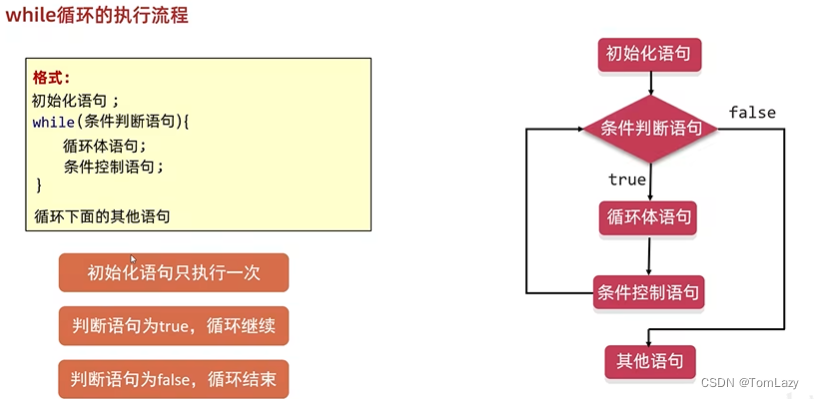 while循环的执行流程
格式：
初始化语句；
while(条件判断语句){
循环体语句;
条件控制语句;
}
循环下面的其他语句
初始化语句只执行一次
判断语句为true，循环继续
判断语句为false，循环结束
初始化语句
条件判断语句
false
true
循环体语句
条件控制语句
其他语句
CSDN @TomLazy